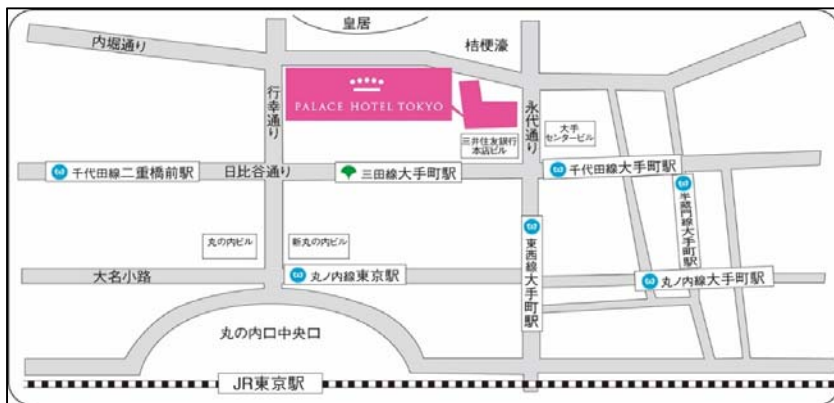 皇居
桔梗濠
内堀通り
行幸通り
PALACE HOTEL TOKYO
永代通り
三井住友銀行
本店ビル
大手
センタービル
千代田線二重橋前駅
日比谷通り
三田線大手町駅
千代田線大手町駅
半蔵門線大手町駅
丸の内ビル
新丸の内ビル
東西線大手町駅
大名小路
丸ノ内線東京駅
丸ノ内線大手町駅
丸の内口中央口
JR東京駅